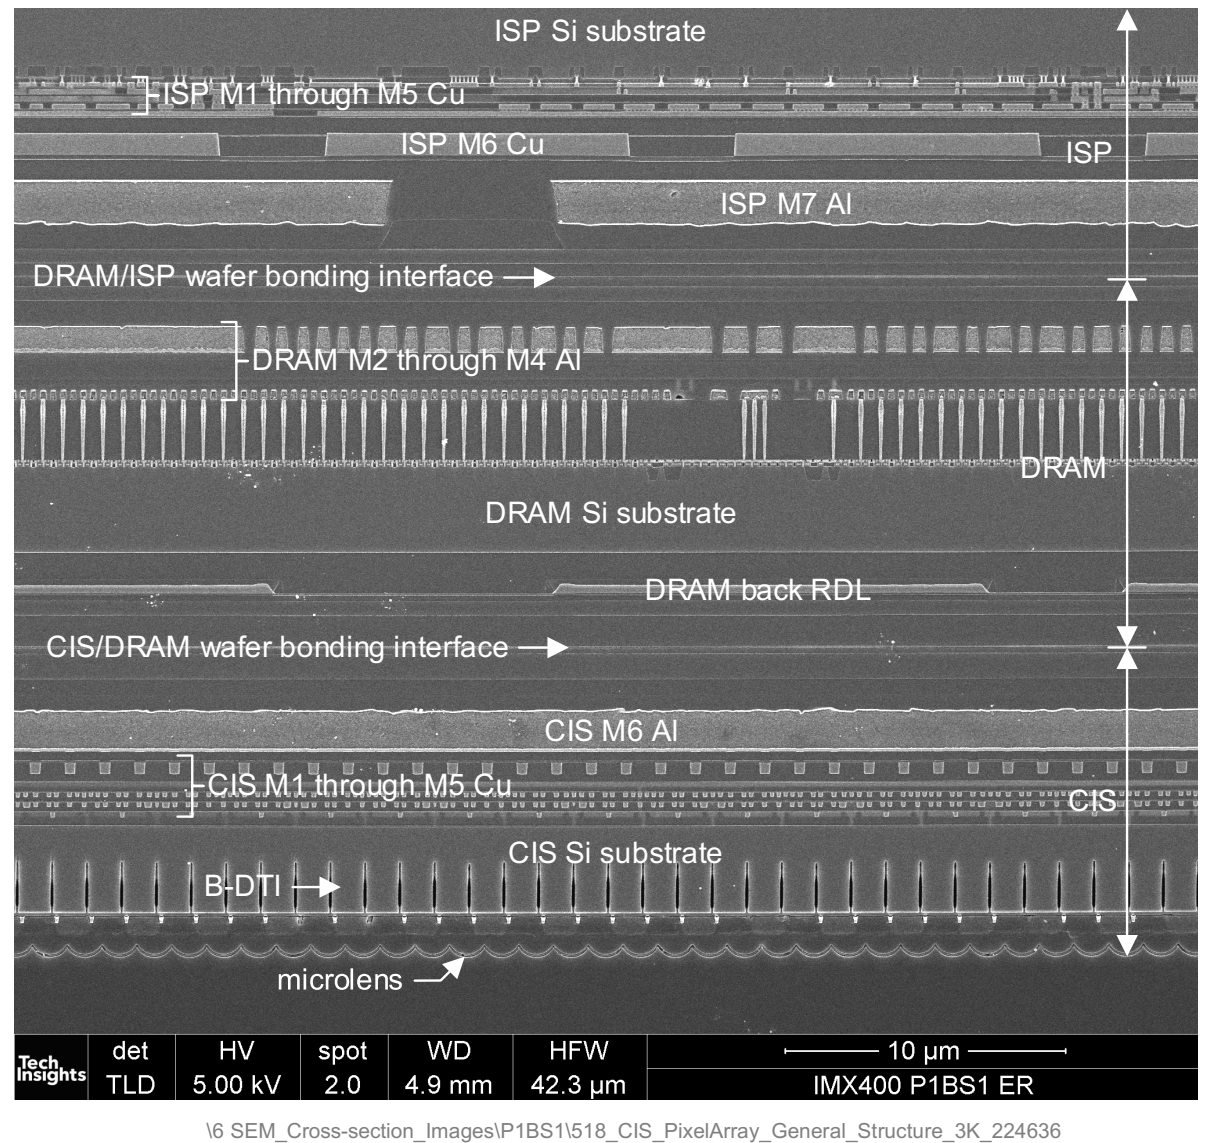 ISP Si substrate
ISP M1 through M5 Cu
ISP M6 Cu
ISP
ISP M7 Al
DRAM/ISP wafer bonding interface
DRAM M2 through M4 Al
DRAM
DRAM Si substrate
DRAM back RDL
CIS/DRAM wafer bonding interface
CIS M6 Al
CIS M1 through M5 Cu
CIS
CIS Si substrate
B-DTI
microlens
Tech
Insights
det HV spot WD HFW 10 µm
TLD 5.00 kV 2.0 4.9 mm 42.3 µm IMX400 P1BS1 ER
\6 SEM_Cross-section_Images\P1BS1\518_CIS_PixelArray_General_Structure_3K_224636